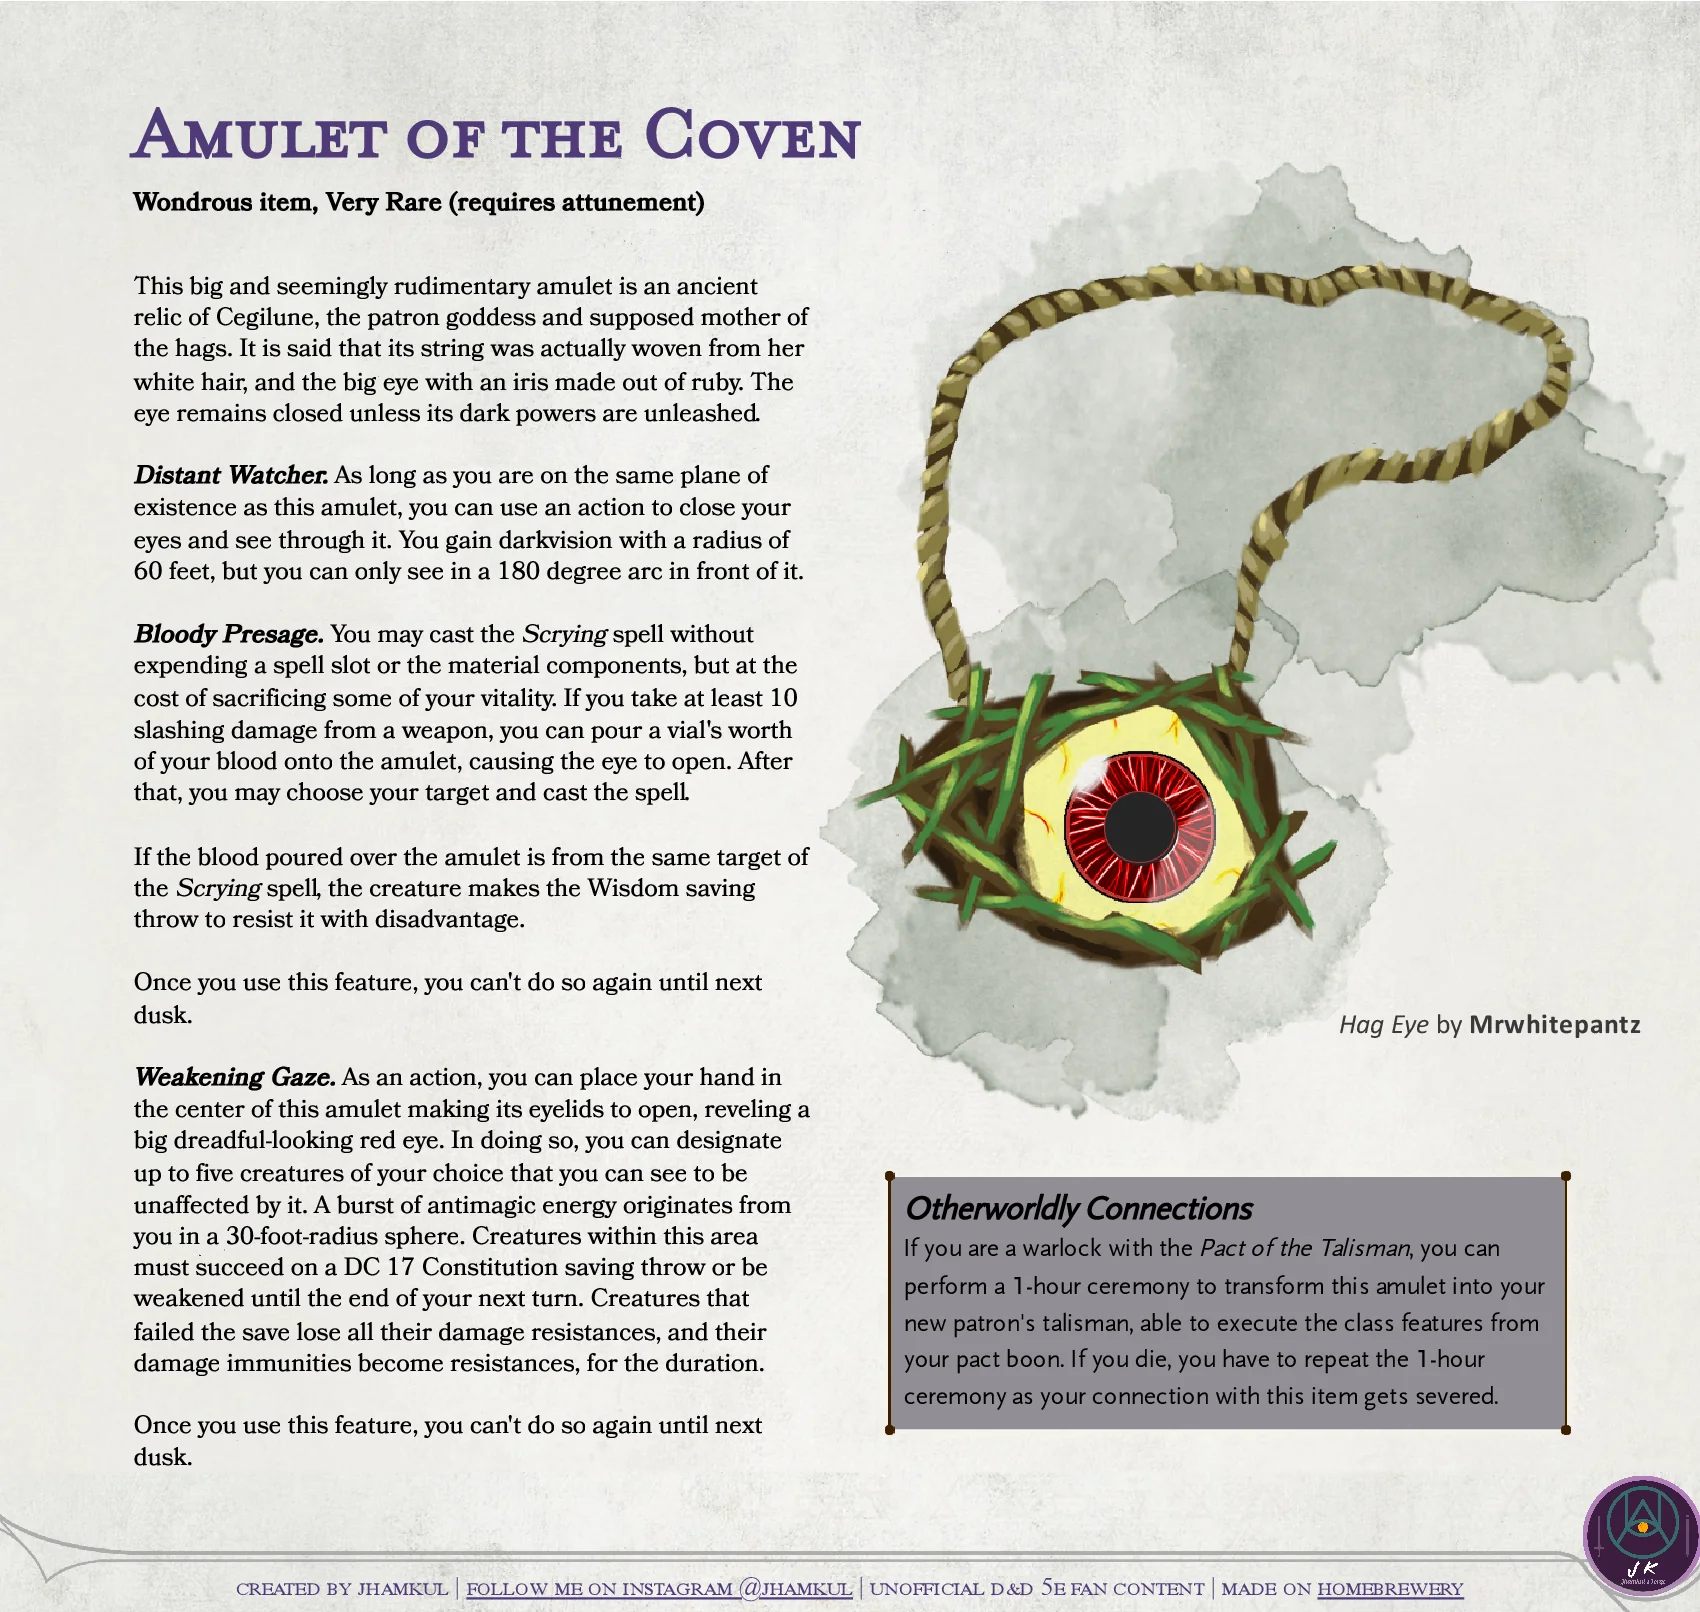 Amulet of the Coven
Wondrous item, Very Rare (requires attunement)
This big and seemingly rudimentary amulet is an ancient
relic of Cegilune, the patron goddess and supposed mother of
the hags. It is said that its string was actually woven from her
white hair, and the big eye with an iris made out of ruby. The
eye remains closed unless its dark powers are unleashed.
Distant Watcher. As long as you are on the same plane of
existence as this amulet, you can use an action to close your
eyes and see through it. You gain darkvision with a radius of
60 feet, but you can only see in a 180 degree arc in front of it.
Bloody Presage. You may cast the Scrying spell without
expending a spell slot or the material components, but at the
cost of sacrificing some of your vitality. If you take at least 10
slashing damage from a weapon, you can pour a vial's worth
of your blood onto the amulet, causing the eye to open. After
that, you may choose your target and cast the spell.
If the blood poured over the amulet is from the same target of
the Scrying spell, the creature makes the Wisdom saving
throw to resist it with disadvantage.
Once you use this feature, you can't do so again until next
dusk.
Weakening Gaze. As an action, you can place your hand in
the center of this amulet making its eyelids to open, reveling a
big dreadful-looking red eye. In doing so, you can designate
up to five creatures of your choice that you can see to be
unaffected by it. A burst of antimagic energy originates from
you in a 30-foot-radius sphere. Creatures within this area
must succeed on a DC 17 Constitution saving throw or be
weakened until the end of your next turn. Creatures that
failed the save lose all their damage resistances, and their
damage immunities become resistances, for the duration.
Once you use this feature, you can't do so again until next
dusk.
Hag Eye by Mrwhitepantz
Otherworldly Connections
If you are a warlock with the Pact of the Talisman, you can
perform a 1-hour ceremony to transform this amulet into your
new patron's talisman, able to execute the class features from
your pact boon. If you die, you have to repeat the 1-hour
ceremony as your connection with this item gets severed.
JK
CREATED BY JHAMKUL | FOLLOW ME ON INSTAGRAM @JHAMKUL | UNOFFICIAL D&D 5E FAN CONTENT | MADE ON HOMEBREWERY